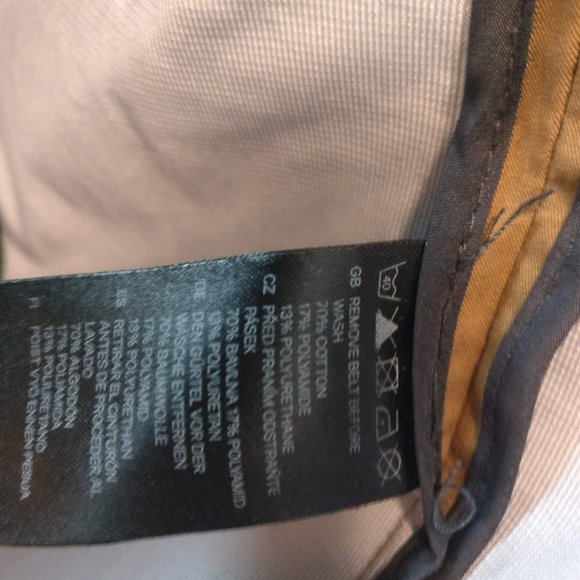 40
GB REMOVE BELT BEFORE
WASH
70% COTTON
17% POLYAMIDE
13% POLYURETHANE
CZ PŘED PRANÍM ODSTRAŇTE
PÁSEK
70% BAVLNA 17% POLYAMID
13% POLYURETAN
DE DEN GÜRTEL VOR DER
WÄSCHE ENTFERNEN
70% BAUMWOLLE
17% POLYAMID
13% POLYURETHAN
ES RETIRAR EL CINTURÓN
ANTES DE PROCEDER AL
LAVADO
70% ALGODÓN
17% POLIAMIDA
13% POLIURETANO
FI POIST VYÖ ENNEN PESUA